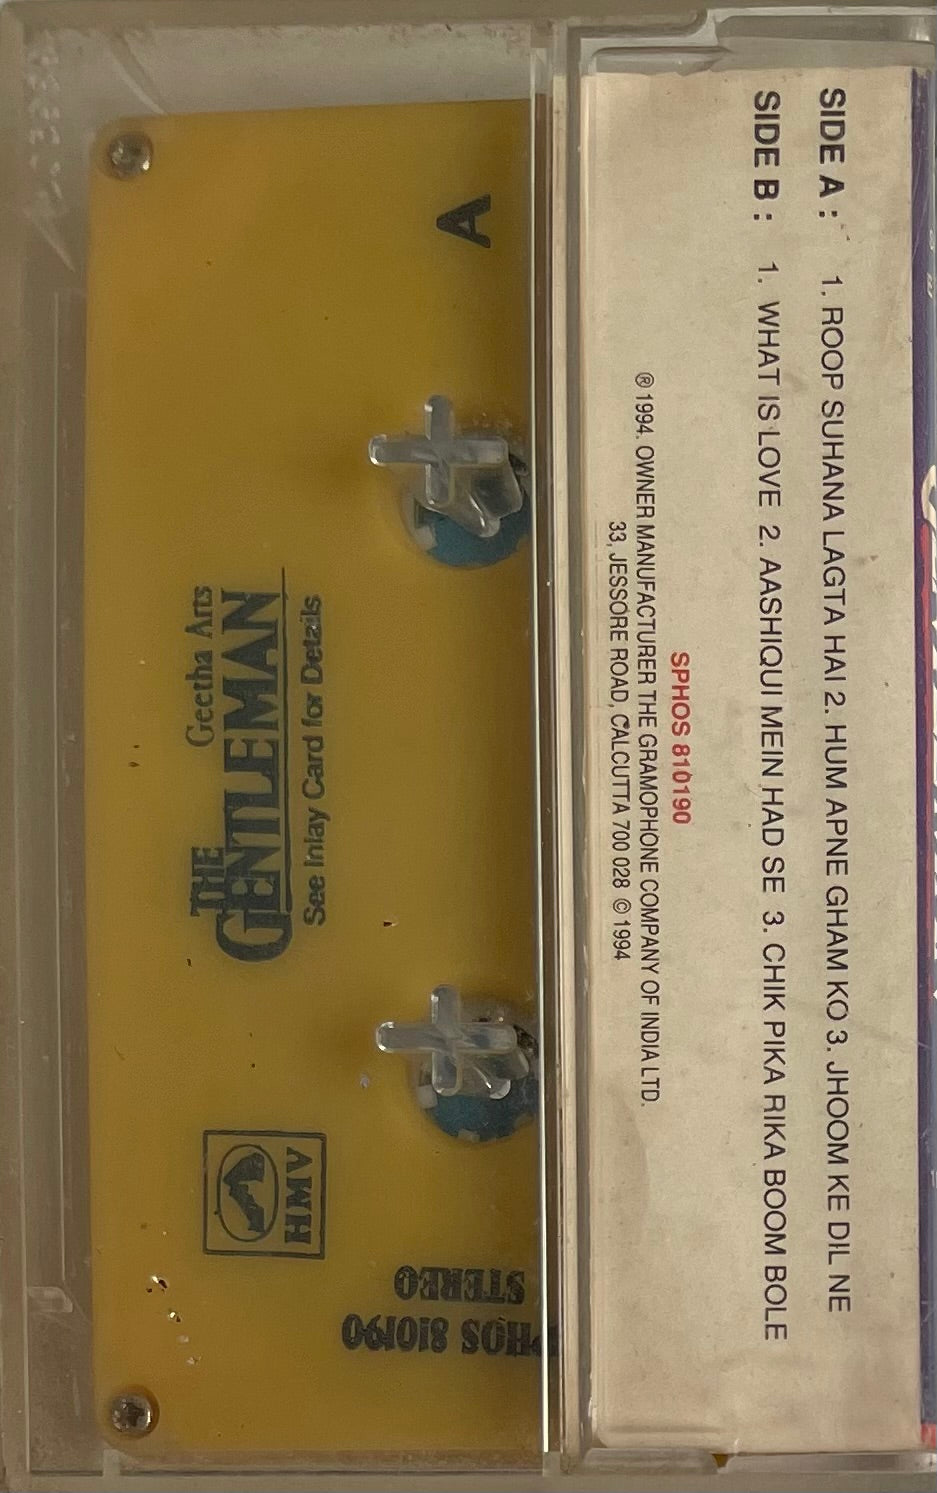 SIDE A : 1. ROOP SUHANA LAGTA HAI 2. HUM APNE GHAM KO 3. JHOOM KE DIL NE
SIDE B : 1. WHAT IS LOVE 2. AASHIQUI MEIN HAD SE 3. CHIK PIKA RIKA BOOM BOLE
SPHOS 810190
℗ 1994. OWNER MANUFACTURER THE GRAMOPHONE COMPANY OF INDIA LTD.
33, JESSORE ROAD, CALCUTTA 700 028 © 1994
A
Geetha Arts
THE
GENTLEMAN
See Inlay Card for Details
HMV
STEREO
PHOS 810190